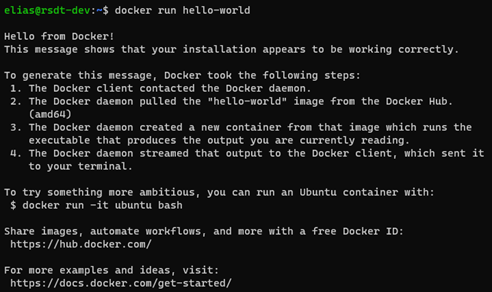 elias@rsdt-dev:~$ docker run hello-world
Hello from Docker!
This message shows that your installation appears to be working correctly.
To generate this message, Docker took the following steps:
1. The Docker client contacted the Docker daemon.
2. The Docker daemon pulled the "hello-world" image from the Docker Hub.
(amd64)
3. The Docker daemon created a new container from that image which runs the
executable that produces the output you are currently reading.
4. The Docker daemon streamed that output to the Docker client, which sent it
to your terminal.
To try something more ambitious, you can run an Ubuntu container with:
$ docker run -it ubuntu bash
Share images, automate workflows, and more with a free Docker ID:
https://hub.docker.com/
For more examples and ideas, visit:
https://docs.docker.com/get-started/